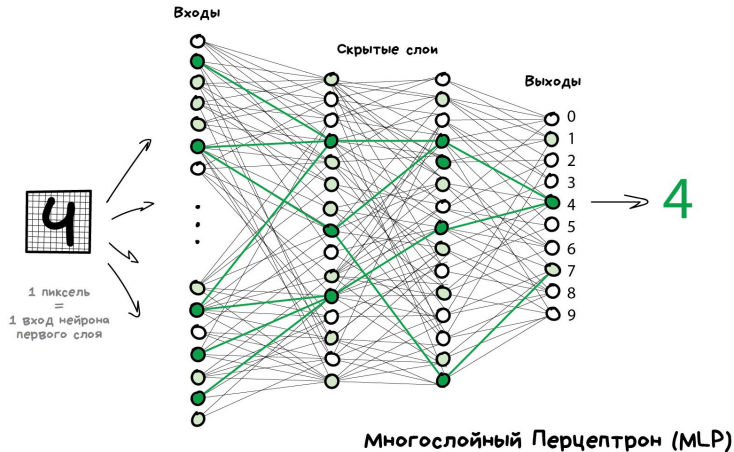 Входы
Скрытые слои
Выходы
0
1
2
3
4
5
6
7
8
9
4
4
1 пиксель
=
1 вход нейрона
первого слоя
Многослойный Перцептрон (MLP)